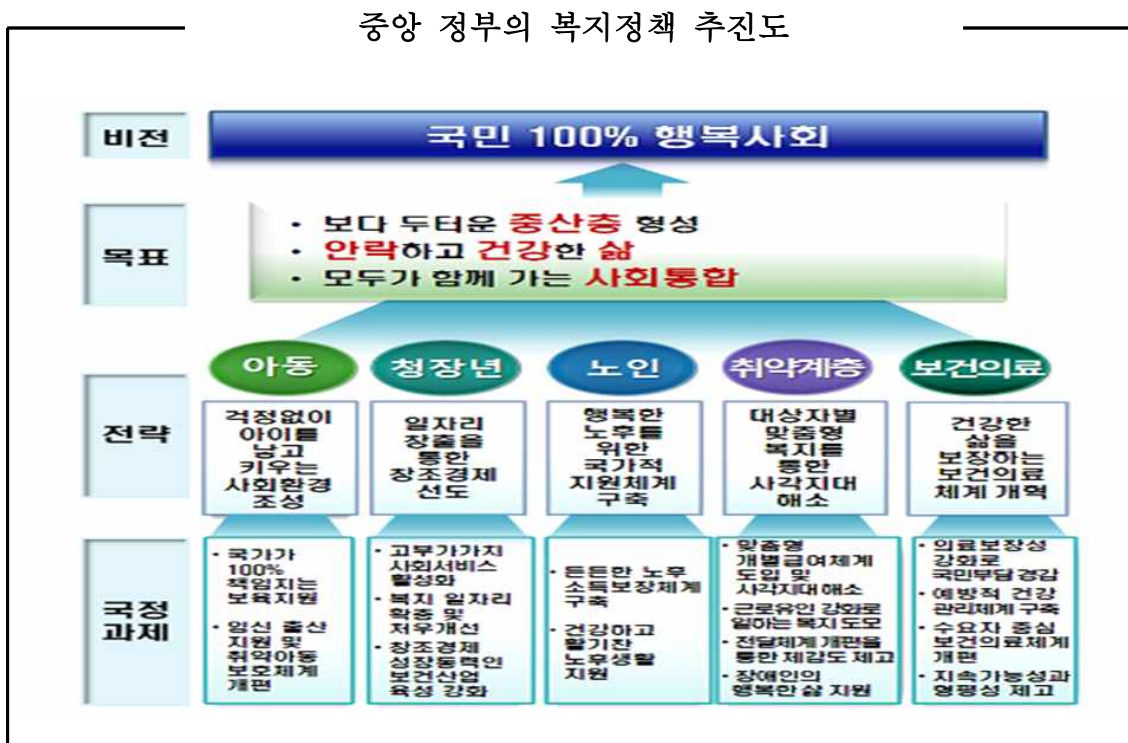 중앙 정부의 복지정책 추진도
비전
국민 100% 행복사회
목표
· 보다 두터운 중산층 형성
· 안락하고 건강한 삶
· 모두가 함께 가는 사회통합
전략
아동
걱정없이
아이를
낳고
키우는
사회환경
조성
청장년
일자리
창출을
통한
창조경제
선도
노인
행복한
노후를
위한
국가적
지원체계
구축
취약계층
대상자별
맞춤형
복지를
통한
사각지대
해소
보건의료
건강한
삶을
보장하는
보건의료
체계 개혁
국정
과제
· 국가가
100%
책임지는
보육지원
· 임신 출산
지원 및
취약아동
보호체계
개편
· 고부가가치
사회서비스
활성화
· 복지 일자리
확충 및
처우개선
· 창조경제
성장동력인
보건산업
육성 강화
· 든든한 노후
소득보장체계
구축
· 건강하고
활기찬
노후생활
지원
· 맞춤형
개별급여체계
도입 및
사각지대 해소
· 근로유인 강화로
일하는 복지 도모
· 전달체계 개편을
통한 체감도 제고
· 장애인의
행복한 삶 지원
· 의료보장성
강화로
국민부담 경감
· 예방적 건강
관리체계 구축
· 수요자 중심
보건의료체계
개편
· 지속가능성과
형평성 제고